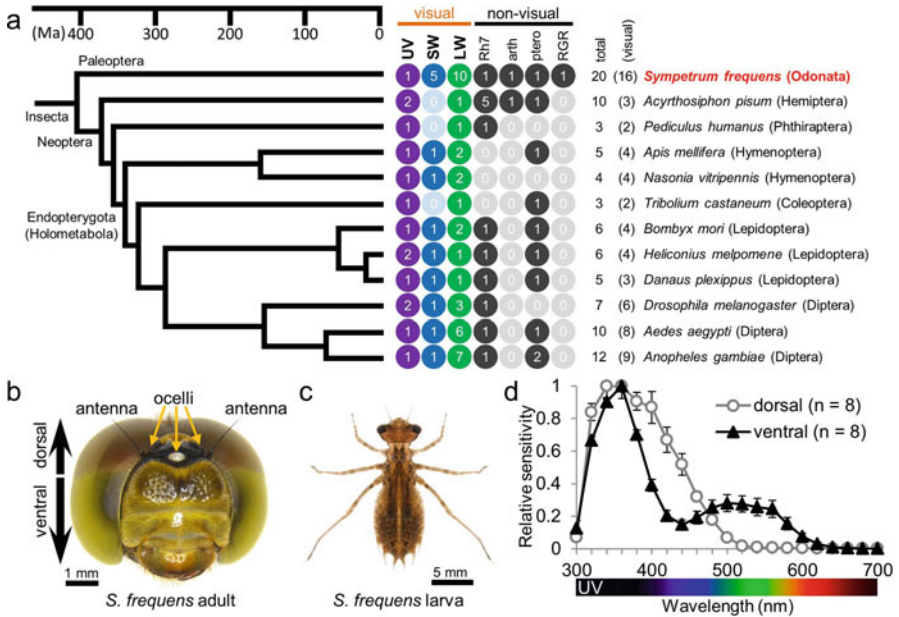 a
(Ma) 400 300 200 100 0
visual non-visual
UV SW LW Rh7 arth ptero RGR total (visual)
Paleoptera
Insecta
Neoptera
Endopterygota
(Holometabola)
1 5 10 1 1 1 1 20 (16) Sympetrum frequens (Odonata)
2 0 1 5 1 1 0 10 (3) Acyrthosiphon pisum (Hemiptera)
1 0 1 1 0 0 0 3 (2) Pediculus humanus (Phthiraptera)
1 1 2 0 0 1 0 5 (4) Apis mellifera (Hymenoptera)
1 1 2 0 0 0 0 4 (4) Nasonia vitripennis (Hymenoptera)
1 0 1 0 0 1 0 3 (2) Tribolium castaneum (Coleoptera)
1 1 2 1 0 1 0 6 (4) Bombyx mori (Lepidoptera)
2 1 1 1 0 1 0 6 (4) Heliconius melpomene (Lepidoptera)
1 1 1 1 0 1 0 5 (3) Danaus plexippus (Lepidoptera)
2 1 3 1 0 0 0 7 (6) Drosophila melanogaster (Diptera)
1 1 6 1 0 1 0 10 (8) Aedes aegypti (Diptera)
1 1 7 1 0 2 0 12 (9) Anopheles gambiae (Diptera)
b
ocelli
antenna antenna
dorsal
ventral
1 mm
S. frequens adult
c
5 mm
S. frequens larva
d
dorsal (n = 8)
ventral (n = 8)
Relative sensitivity
1
0.8
0.6
0.4
0.2
0
300 400 500 600 700
UV
Wavelength (nm)